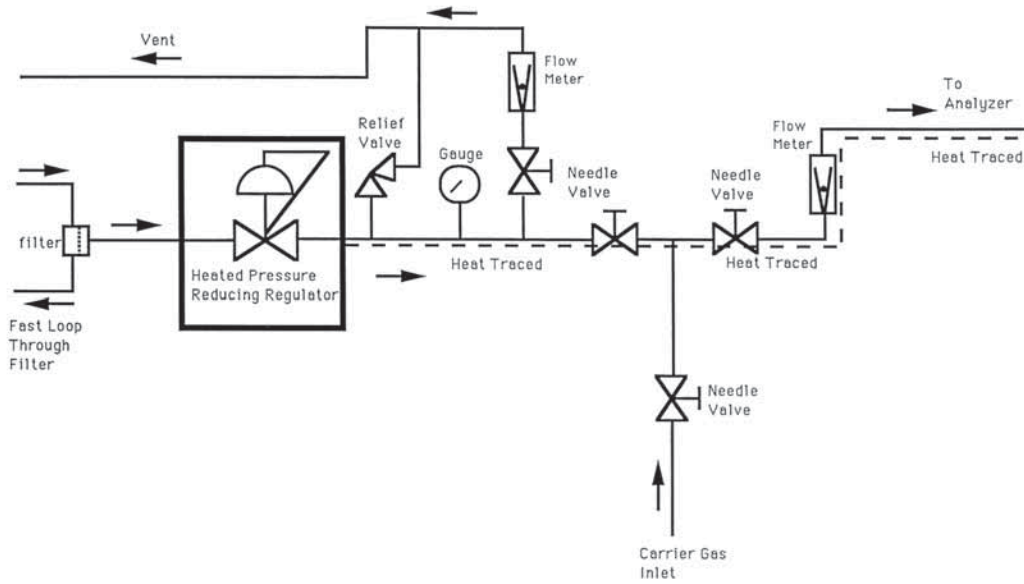 Vent
Flow
Meter
To
Analyzer
Relief
Valve
Gauge
Flow
Meter
Heat Traced
Needle
Valve
Needle
Valve
filter
Heated Pressure
Reducing Regulator
Heat Traced
Heat Traced
Fast Loop
Through
Filter
Needle
Valve
Carrier Gas
Inlet